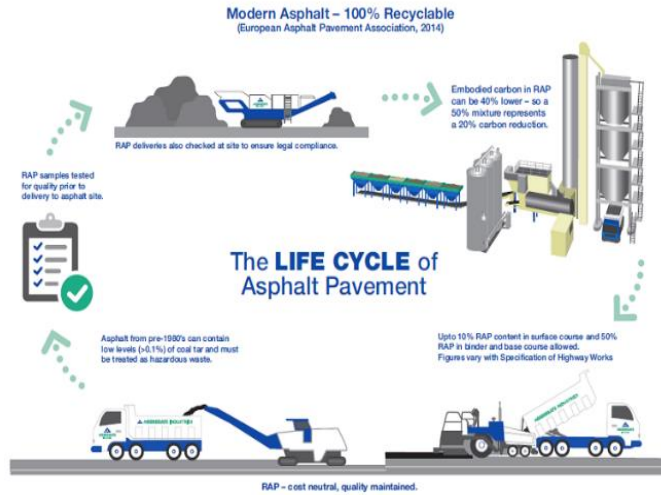 Modern Asphalt – 100% Recyclable
(European Asphalt Pavement Association, 2014)
Embodied carbon in RAP
can be 40% lower – so a
50% mixture represents
a 20% carbon reduction.
RAP deliveries also checked at site to ensure legal compliance.
RAP samples tested
for quality prior to
delivery to asphalt site.
The LIFE CYCLE of
Asphalt Pavement
Asphalt from pre-1980's can contain
low levels (>0.1%) of coal tar and must
be treated as hazardous waste.
Upto 10% RAP content in surface course and 50%
RAP in binder and base course allowed.
Figures vary with Specification of Highway Works
RAP – cost neutral, quality maintained.